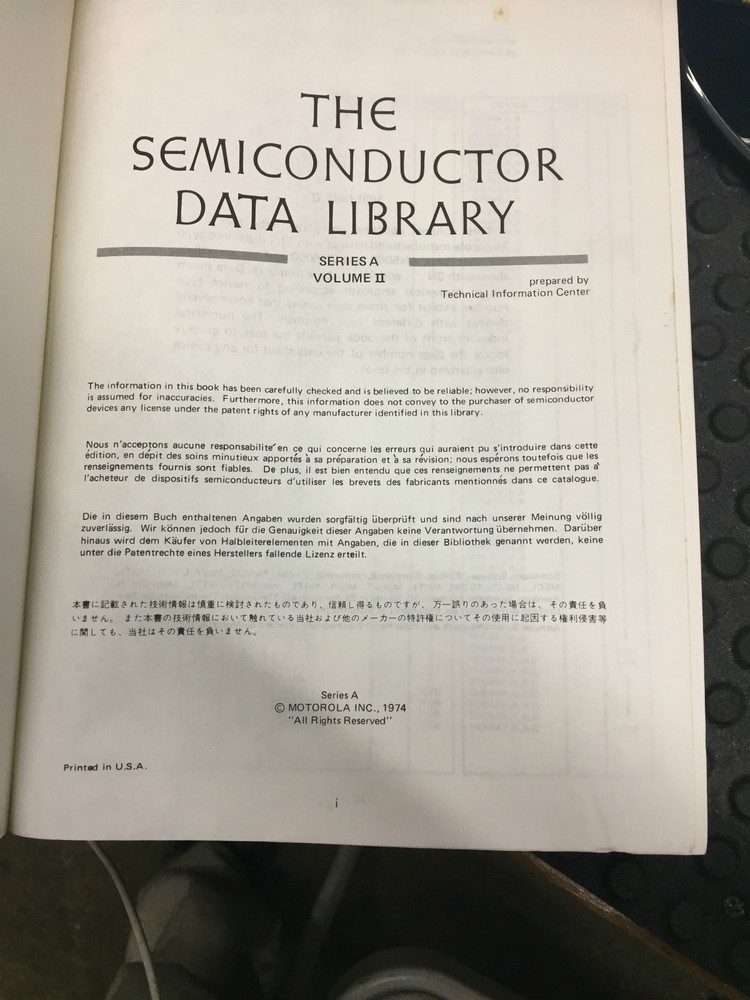 THE
SEMICONDUCTOR
DATA LIBRARY
SERIES A
VOLUME II
prepared by
Technical Information Center
The information in this book has been carefully checked and is believed to be reliable; however, no responsibility
is assumed for inaccuracies. Furthermore, this information does not convey to the purchaser of semiconductor
devices any license under the patent rights of any manufacturer identified in this library.
Nous n'acceptons aucune responsabilité en ce qui concerne les erreurs qui auraient pu s'introduire dans cette
édition, en dépit des soins minutieux apportés à sa préparation et à sa révision; nous espérons toutefois que les
renseignements fournis sont fiables. De plus, il est bien entendu que ces renseignements ne permettent pas à
l'acheteur de dispositifs semiconducteurs d'utiliser les brevets des fabricants mentionnés dans ce catalogue.
Die in diesem Buch enthaltenen Angaben wurden sorgfältig überprüft und sind nach unserer Meinung völlig
zuverlässig. Wir können jedoch für die Genauigkeit dieser Angaben keine Verantwortung übernehmen. Darüber
hinaus wird dem Käufer von Halbleiterelementen mit Angaben, die in dieser Bibliothek genannt werden, keine
unter die Patentrechte eines Herstellers fallende Lizenz erteilt.
本書に記載された技術情報は慎重に検討されたものであり、信頼し得るものですが、万一誤りのあった場合は、その責任を負
いません。また本書の技術情報において触れている当社および他のメーカーの特許権についてその使用に起因する権利侵害等
に関しても、当社はその責任を負いません。
Series A
© MOTOROLA INC., 1974
"All Rights Reserved"
Printed in U.S.A.
i